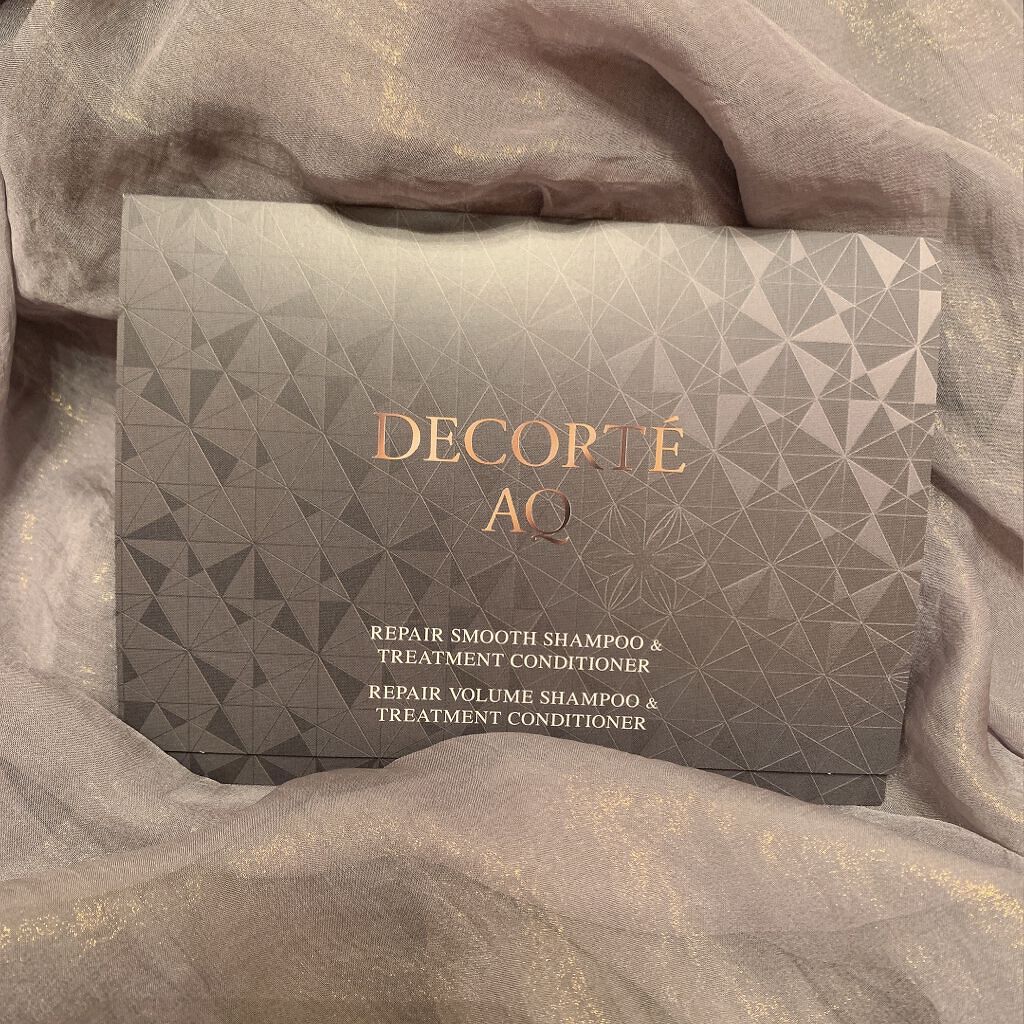 DECORTÉ
AQ
REPAIR SMOOTH SHAMPOO &
TREATMENT CONDITIONER
REPAIR VOLUME SHAMPOO &
TREATMENT CONDITIONER